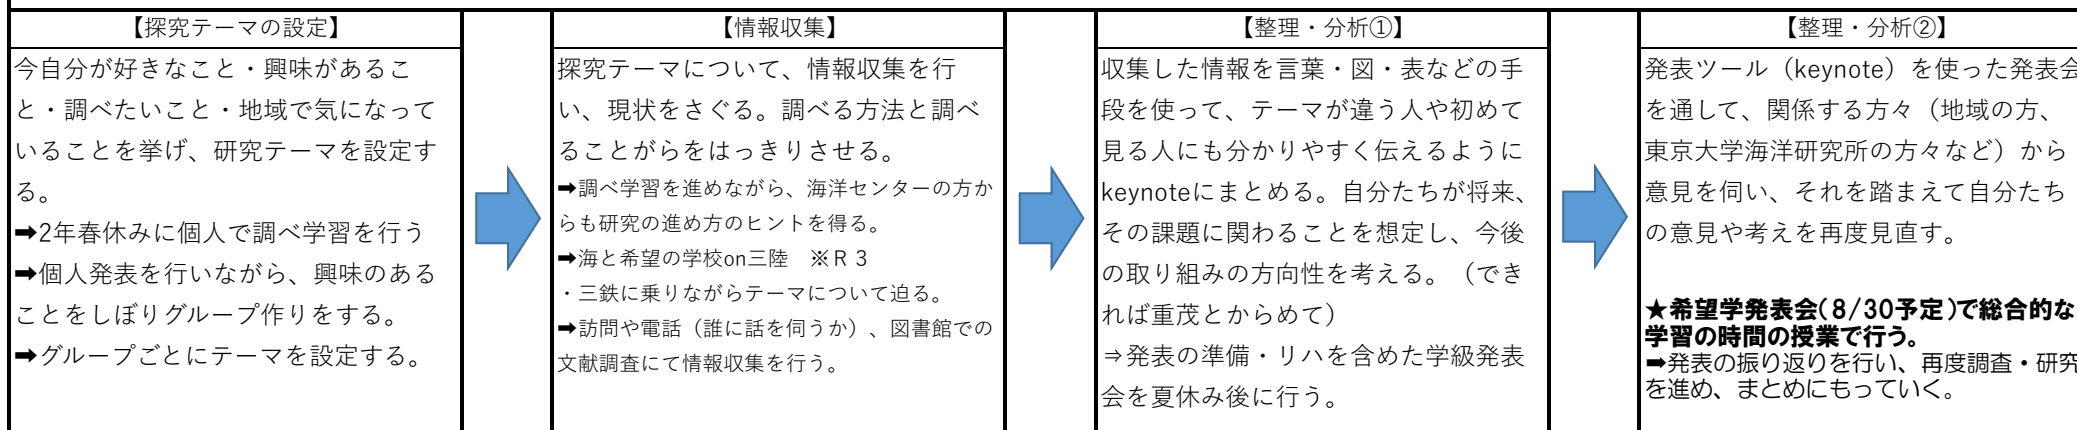 【探究テーマの設定】
今自分が好きなこと・興味があるこ
と・調べたいこと・地域で気になって
いることを挙げ、研究テーマを設定す
る。
➡2年春休みに個人で調べ学習を行う
➡個人発表を行いながら、興味のある
ことをしぼりグループ作りをする。
➡グループごとにテーマを設定する。
【情報収集】
探究テーマについて、情報収集を行
い、現状をさぐる。調べる方法と調べ
ることがらをはっきりさせる。
➡調べ学習を進めながら、海洋センターの方か
らも研究の進め方のヒントを得る。
➡海と希望の学校on三陸　※R３
・三鉄に乗りながらテーマについて迫る。
➡訪問や電話（誰に話を伺うか）、図書館での
文献調査にて情報収集を行う。
【整理・分析①】
収集した情報を言葉・図・表などの手
段を使って、テーマが違う人や初めて
見る人にも分かりやすく伝えるように
keynoteにまとめる。自分たちが将来、
その課題に関わることを想定し、今後
の取り組みの方向性を考える。（でき
れば重茂とからめて）
⇒発表の準備・リハを含めた学級発表
会を夏休み後に行う。
【整理・分析②】
発表ツール（keynote）を使った発表会
を通して、関係する方々（地域の方、
東京大学海洋研究所の方々など）から
意見を伺い、それを踏まえて自分たち
の意見や考えを再度見直す。
★希望学発表会(8/30予定)で総合的な
学習の時間の授業で行う。
➡発表の振り返りを行い、再度調査・研究
を進め、まとめにもっていく。